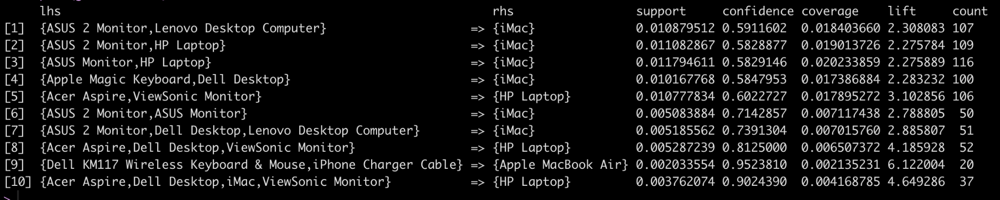 lhs rhs support confidence coverage lift count
[1] {ASUS 2 Monitor,Lenovo Desktop Computer} => {iMac} 0.010879512 0.5911602 0.018403660 2.308083 107
[2] {ASUS 2 Monitor,HP Laptop} => {iMac} 0.011082867 0.5828877 0.019013726 2.275784 109
[3] {ASUS Monitor,HP Laptop} => {iMac} 0.011794611 0.5829146 0.020233859 2.275889 116
[4] {Apple Magic Keyboard,Dell Desktop} => {iMac} 0.010167768 0.5847953 0.017386884 2.283232 100
[5] {Acer Aspire,ViewSonic Monitor} => {HP Laptop} 0.010777834 0.6022727 0.017895272 3.102856 106
[6] {ASUS 2 Monitor,ASUS Monitor} => {iMac} 0.005083884 0.7142857 0.007117438 2.788805 50
[7] {ASUS 2 Monitor,Dell Desktop,Lenovo Desktop Computer} => {iMac} 0.005185562 0.7391304 0.007015760 2.885807 51
[8] {Acer Aspire,Dell Desktop,ViewSonic Monitor} => {HP Laptop} 0.005287239 0.8125000 0.006507372 4.185928 52
[9] {Dell KM117 Wireless Keyboard & Mouse,iPhone Charger Cable} => {Apple MacBook Air} 0.002033554 0.9523810 0.002135231 6.122004 20
[10] {Acer Aspire,Dell Desktop,iMac,ViewSonic Monitor} => {HP Laptop} 0.003762074 0.9024390 0.004168785 4.649286 37